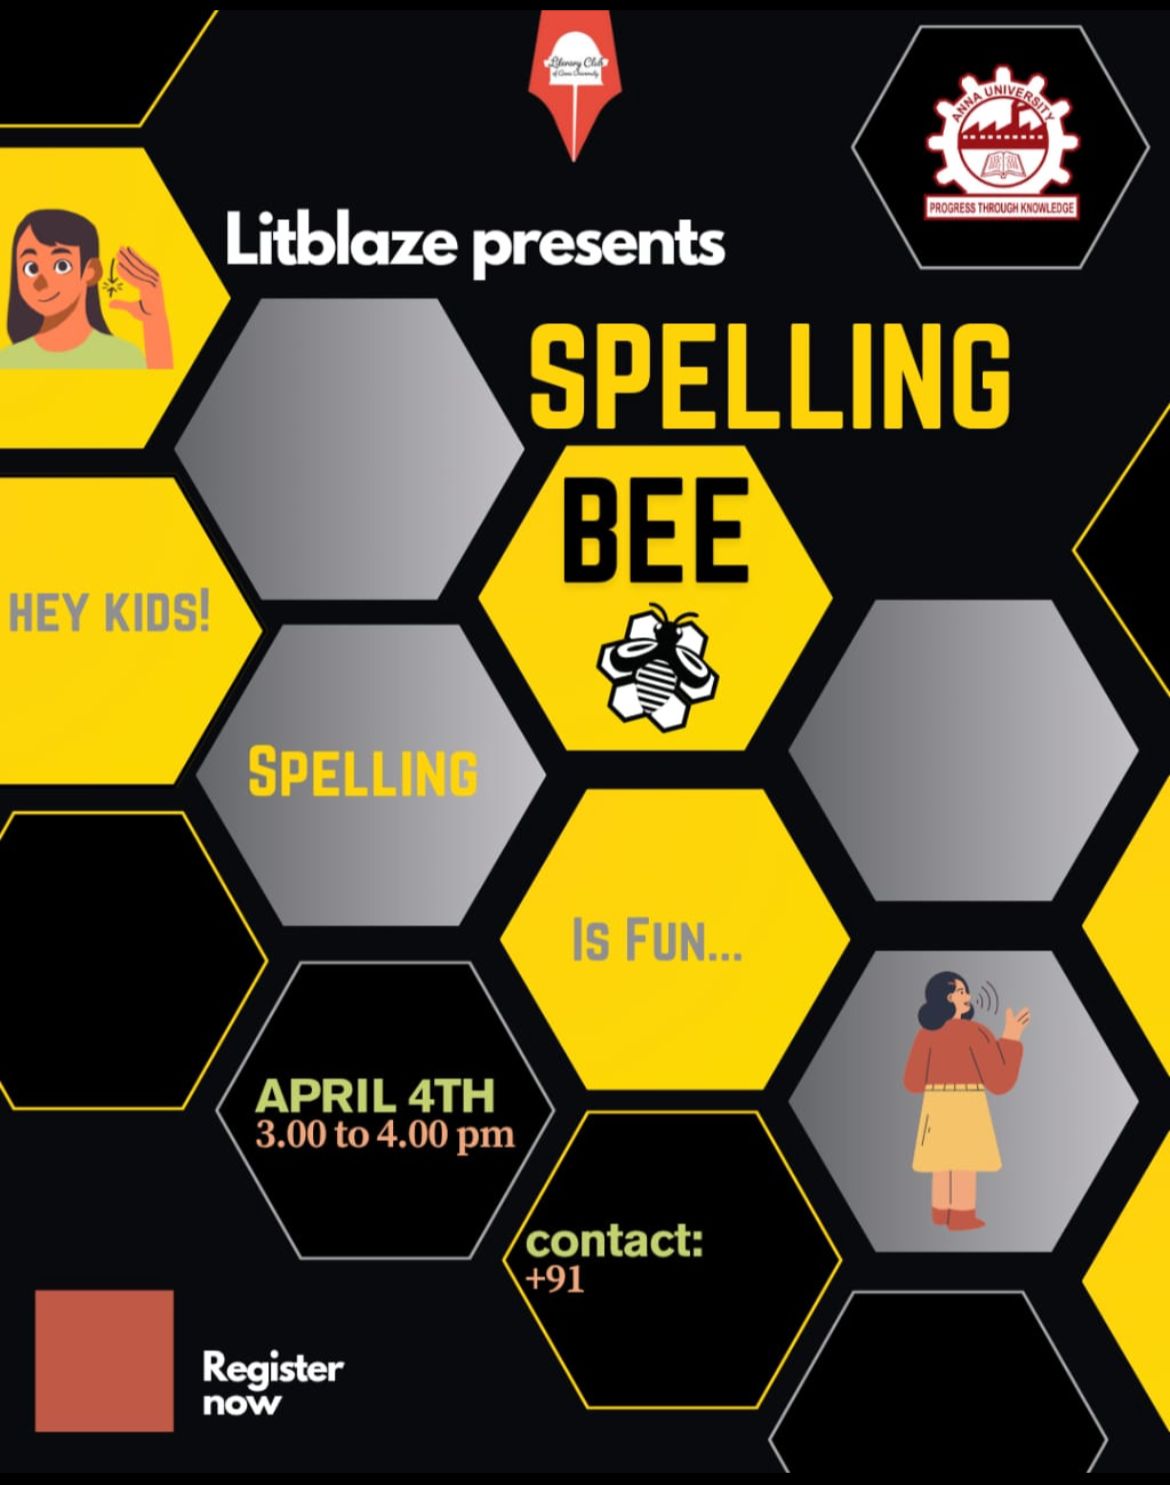 Literary Club
of Anna University
ANNA UNIVERSITY
PROGRESS THROUGH KNOWLEDGE
Litblaze presents
SPELLING
BEE
HEY KIDS!
SPELLING
IS FUN...
APRIL 4TH
3.00 to 4.00 pm
contact:
+91
Register
now